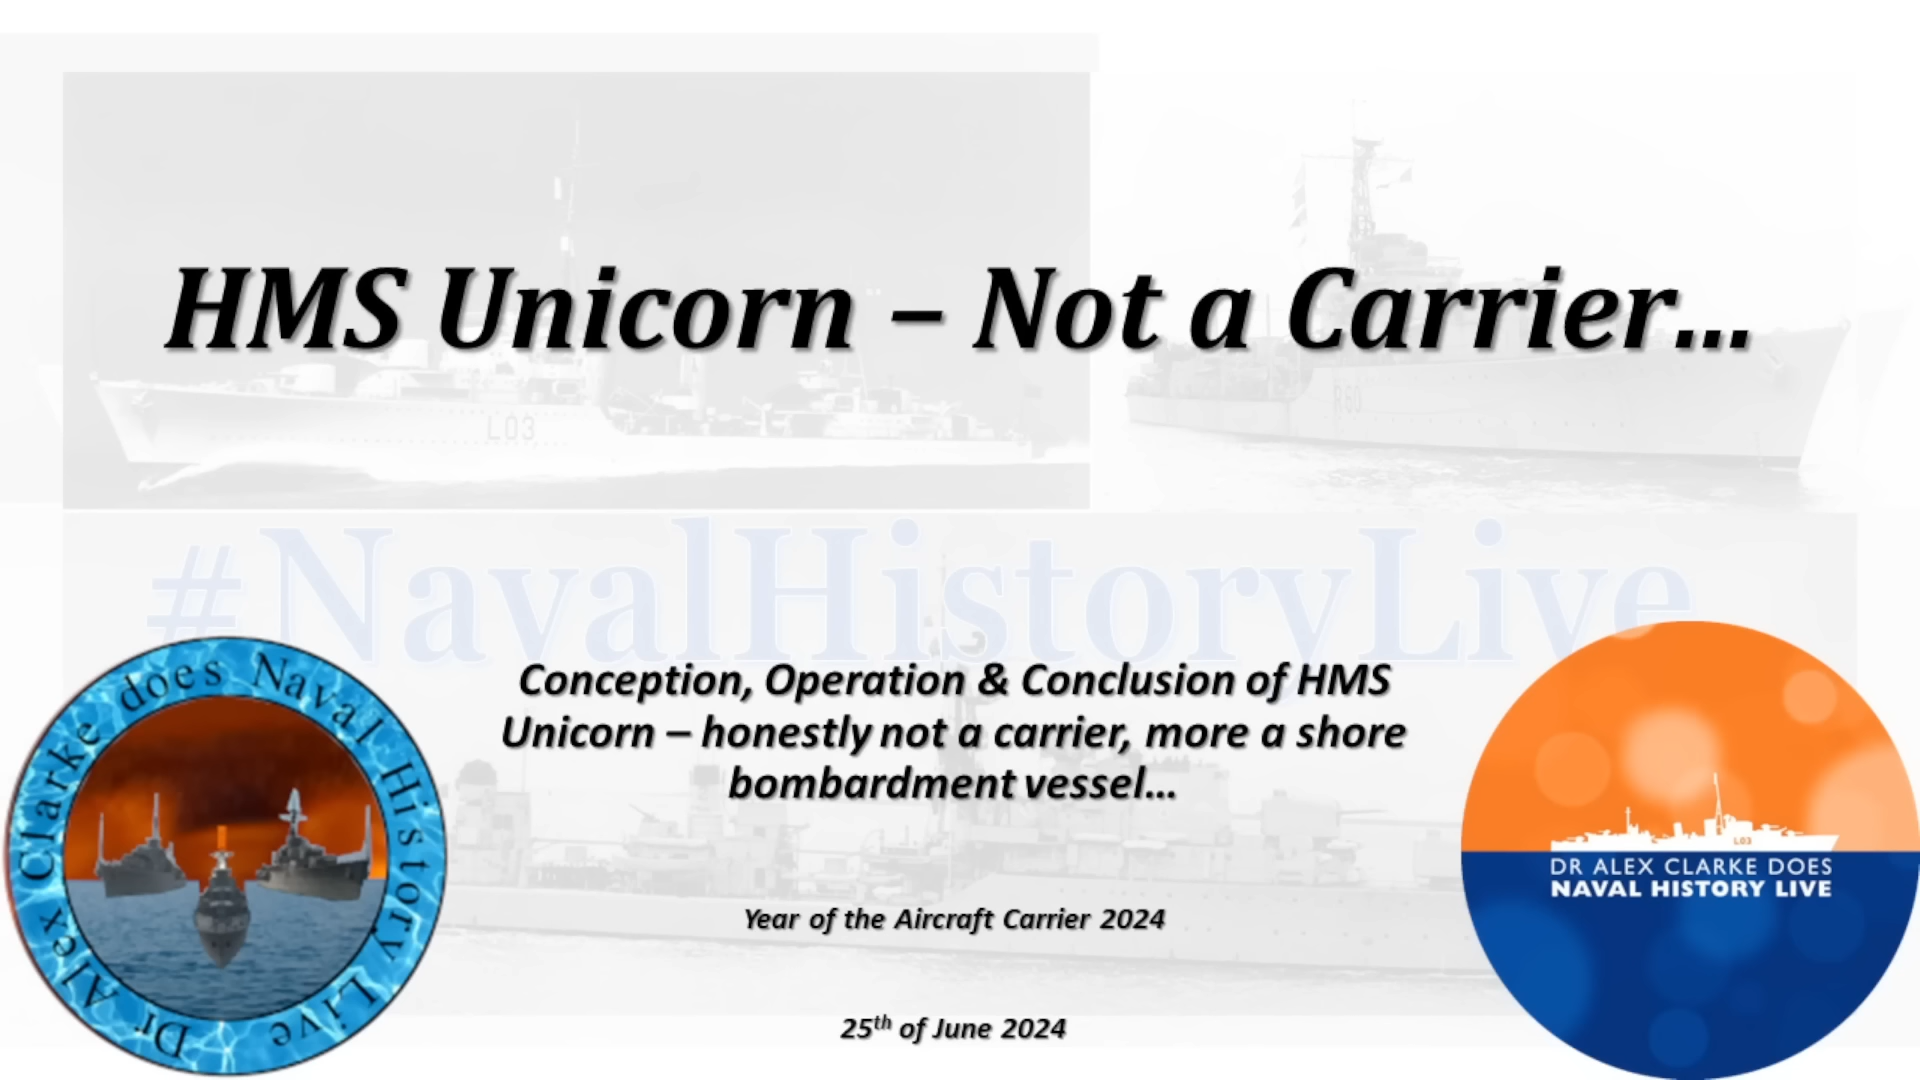 HMS Unicorn – Not a Carrier...
L03
R60
#NavalHistoryLive
Conception, Operation & Conclusion of HMS
Unicorn – honestly not a carrier, more a shore
bombardment vessel...
Dr Alex Clarke does Naval History Live
L03
DR ALEX CLARKE DOES
NAVAL HISTORY LIVE
Year of the Aircraft Carrier 2024
25th of June 2024